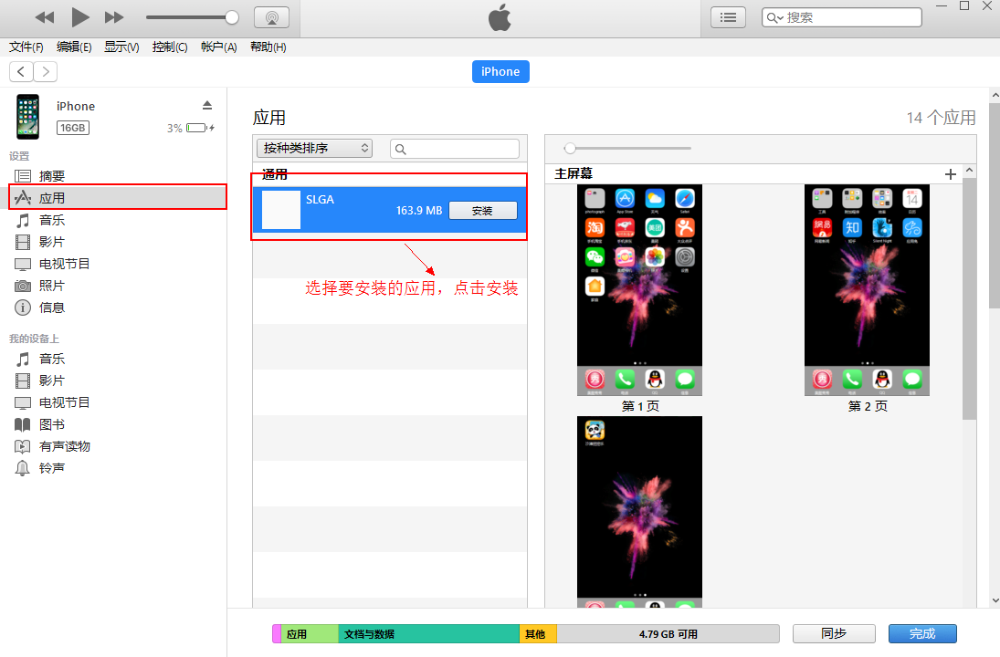 搜索
文件(F) 编辑(E) 显示(V) 控制(C) 帐户(A) 帮助(H)
iPhone
iPhone
16GB 3%
设置
摘要
应用
音乐
影片
电视节目
照片
信息
我的设备上
音乐
影片
电视节目
图书
有声读物
铃声
应用
14 个应用
按种类排序
通用
SLGA
163.9 MB 安装
选择要安装的应用，点击安装
主屏幕
第 1 页
第 2 页
应用 文档与数据 其他 4.79 GB 可用 同步 完成